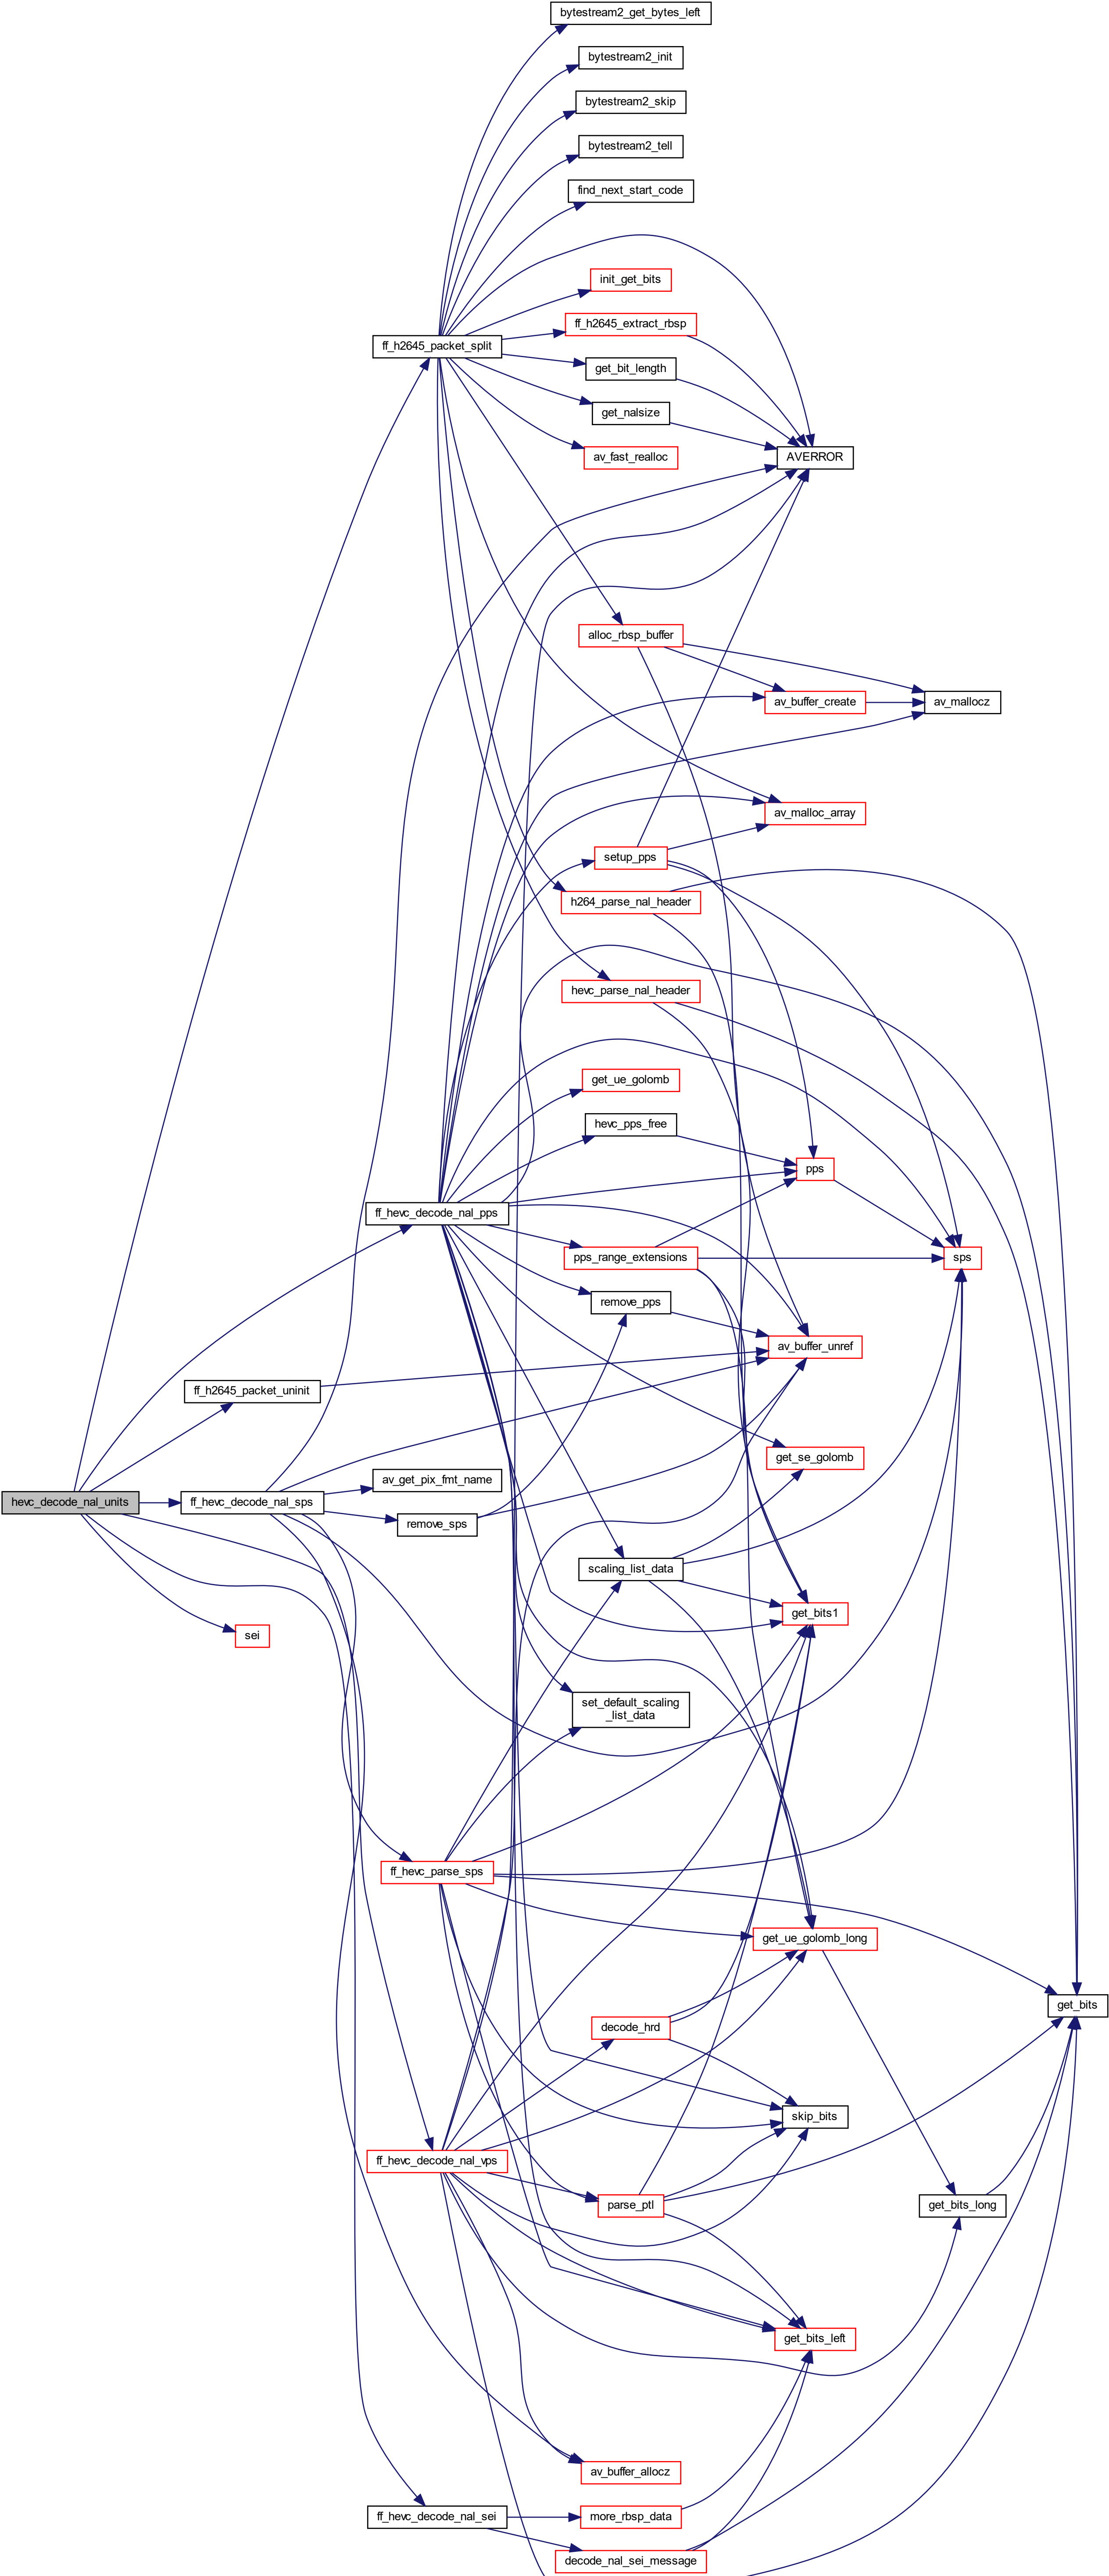 bytestream2_get_bytes_left
bytestream2_init
bytestream2_skip
bytestream2_tell
find_next_start_code
init_get_bits
ff_h2645_extract_rbsp
ff_h2645_packet_split
get_bit_length
get_nalsize
av_fast_realloc
AVERROR
alloc_rbsp_buffer
av_buffer_create
av_mallocz
av_malloc_array
setup_pps
h264_parse_nal_header
hevc_parse_nal_header
get_ue_golomb
hevc_pps_free
pps
ff_hevc_decode_nal_pps
pps_range_extensions
sps
remove_pps
av_buffer_unref
ff_h2645_packet_uninit
get_se_golomb
av_get_pix_fmt_name
hevc_decode_nal_units
ff_hevc_decode_nal_sps
remove_sps
scaling_list_data
get_bits1
sei
set_default_scaling
_list_data
ff_hevc_parse_sps
get_ue_golomb_long
get_bits
decode_hrd
skip_bits
ff_hevc_decode_nal_vps
parse_ptl
get_bits_long
get_bits_left
av_buffer_allocz
ff_hevc_decode_nal_sei
more_rbsp_data
decode_nal_sei_message